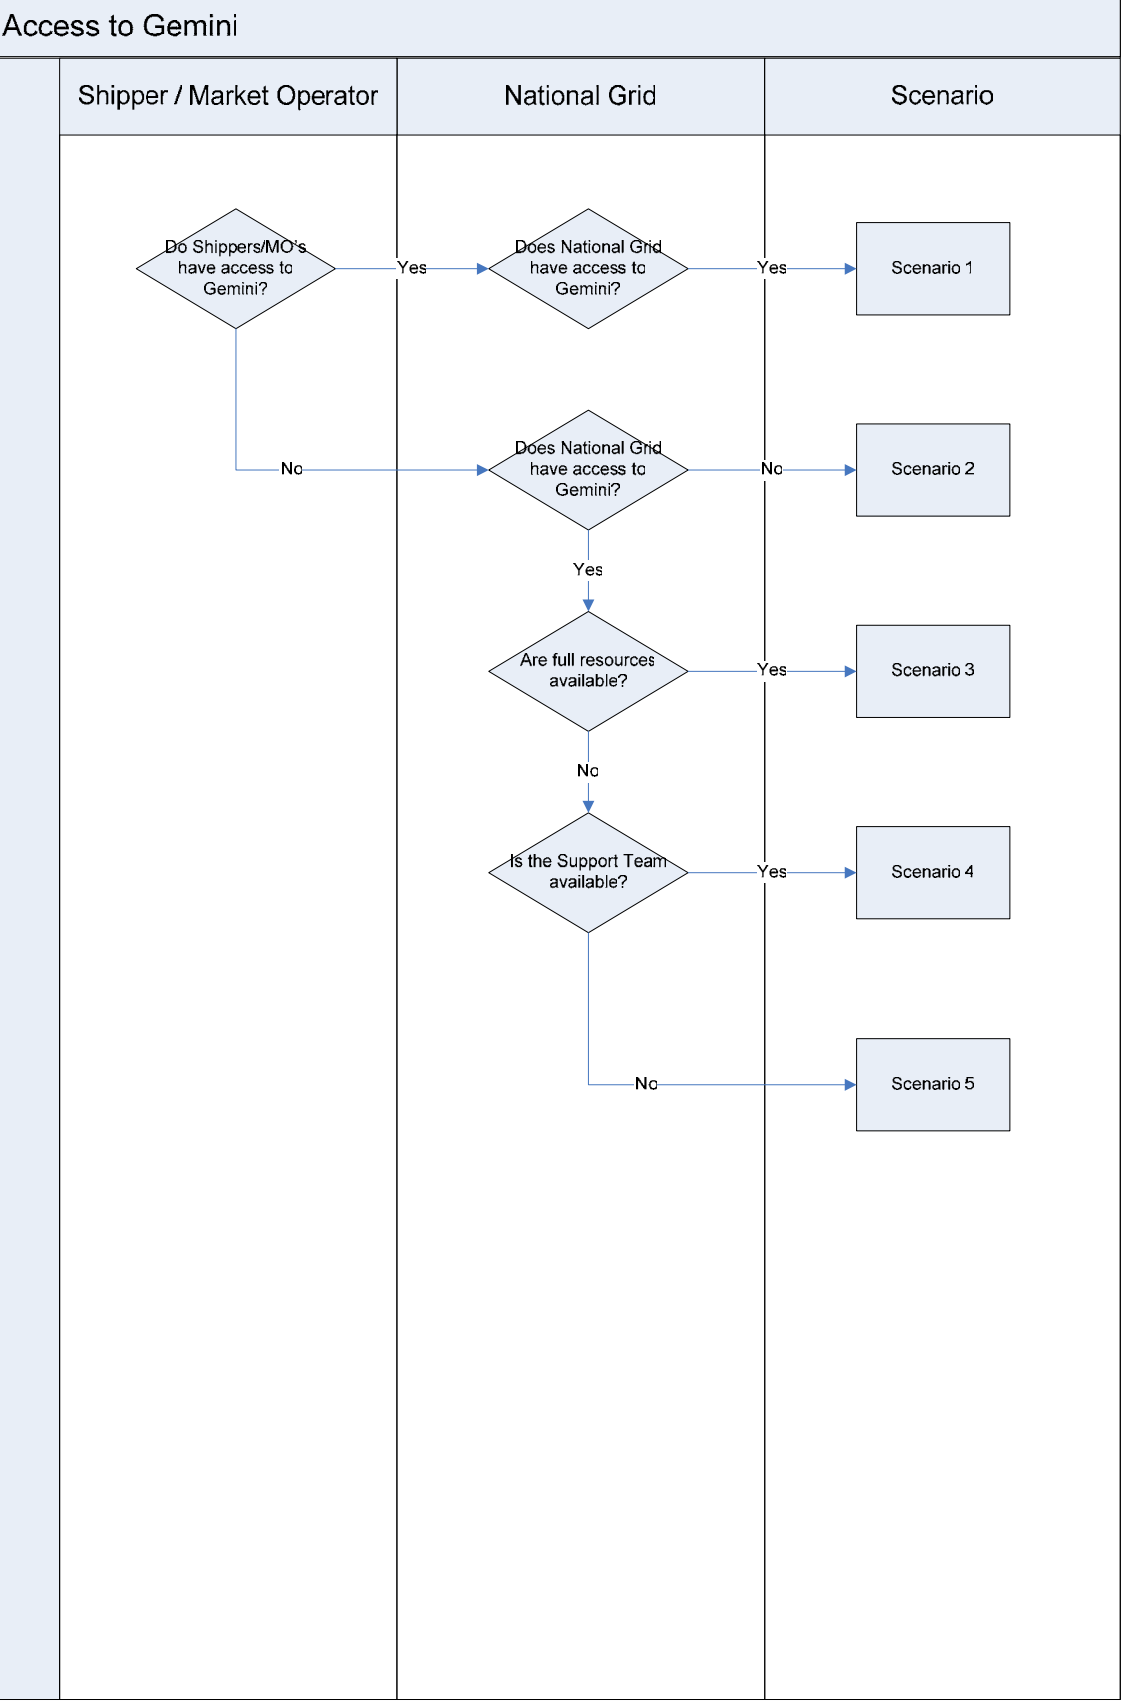 Access to Gemini
Shipper / Market Operator
National Grid
Scenario
Do Shippers/MO's
have access to
Gemini?
Yes
Does National Grid
have access to
Gemini?
Yes
Scenario 1
No
Does National Grid
have access to
Gemini?
No
Scenario 2
Yes
Are full resources
available?
Yes
Scenario 3
No
Is the Support Team
available?
Yes
Scenario 4
No
Scenario 5